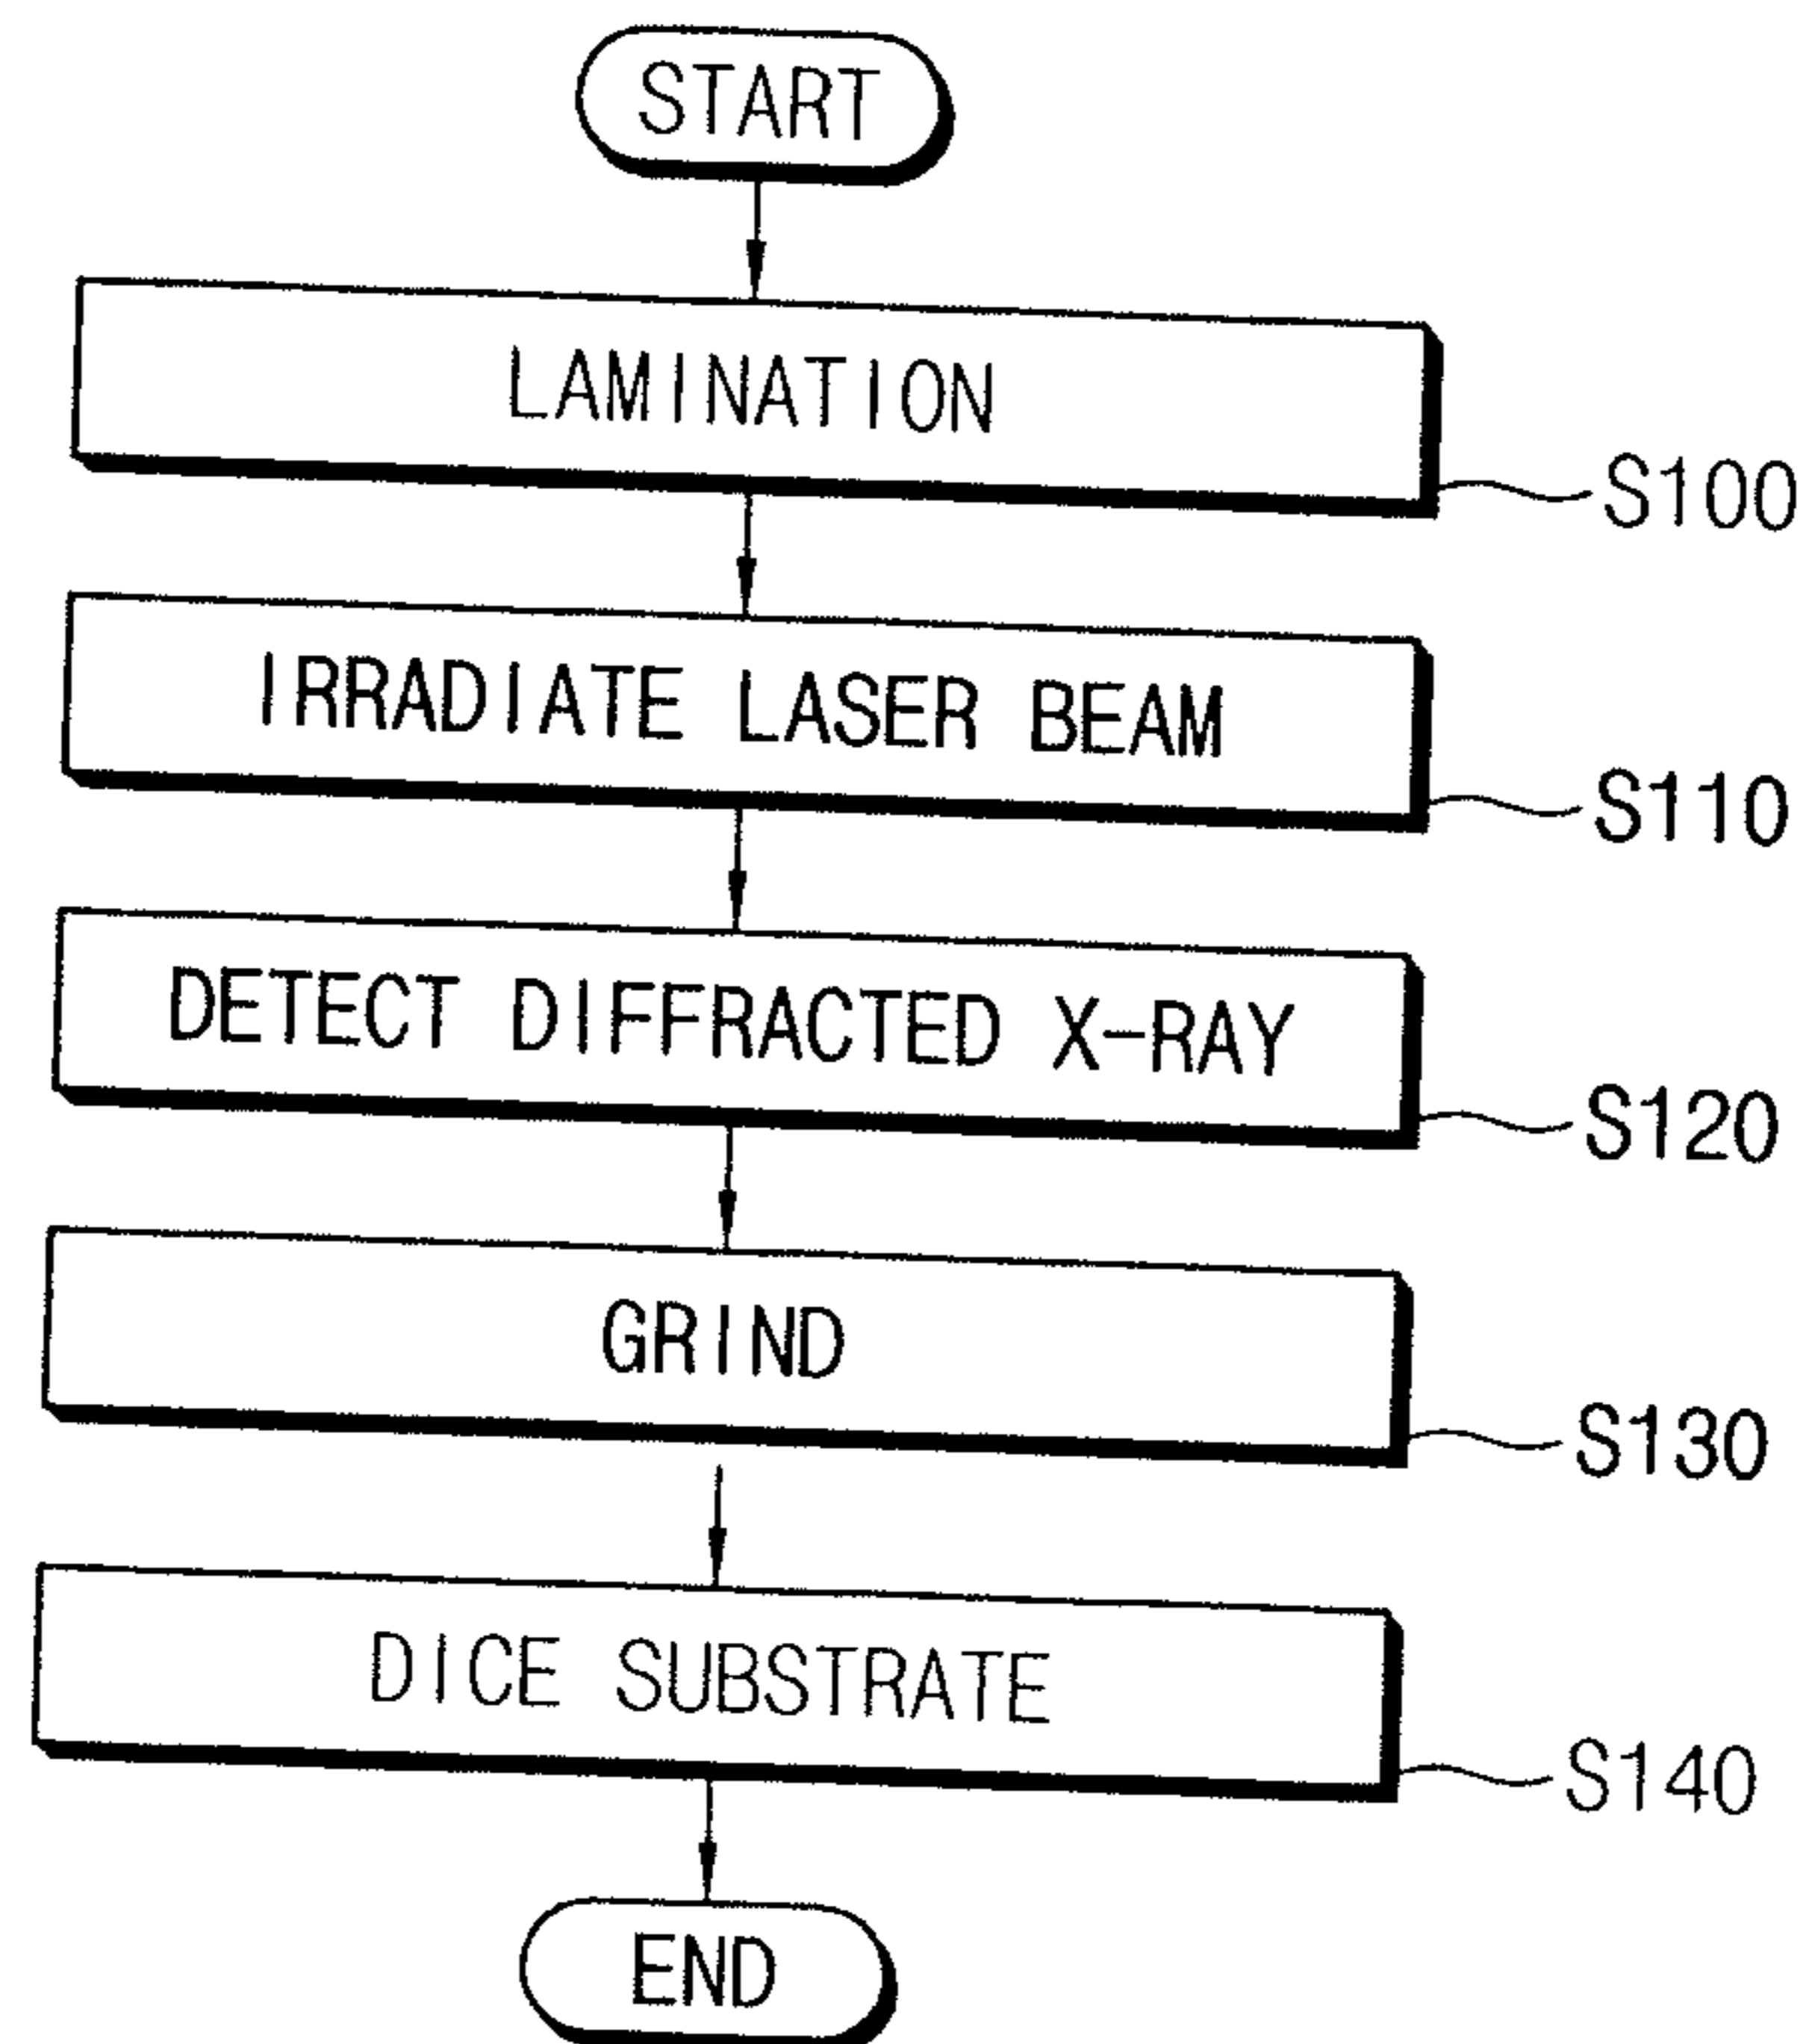 START
LAMINATION
S100
IRRADIATE LASER BEAM
S110
DETECT DIFFRACTED X-RAY
S120
GRIND
S130
DICE SUBSTRATE
S140
END